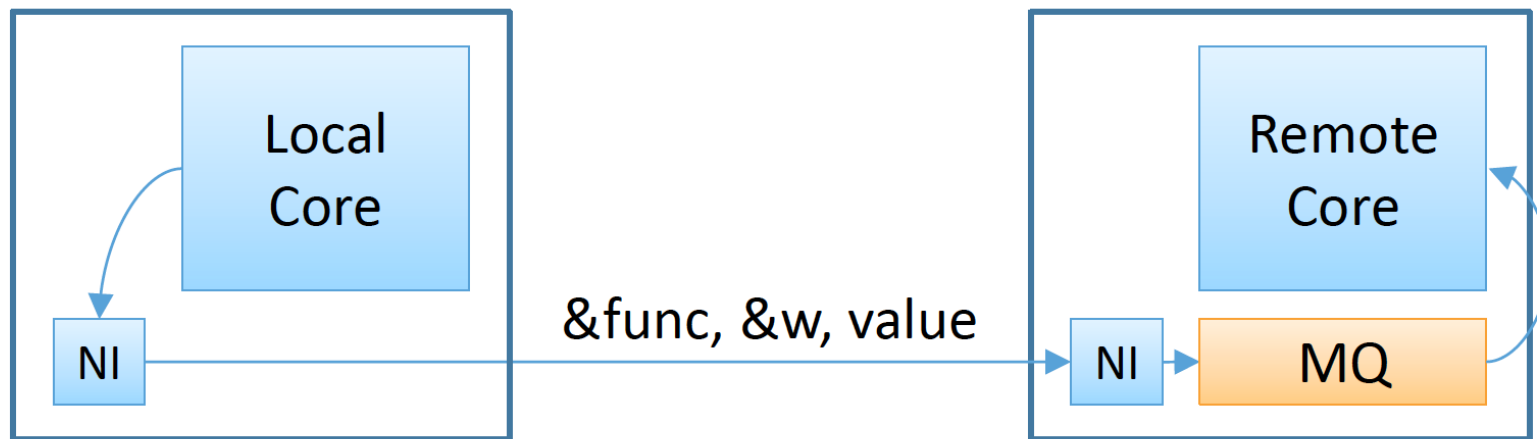 Local
Core
NI
&func, &w, value
Remote
Core
NI
MQ